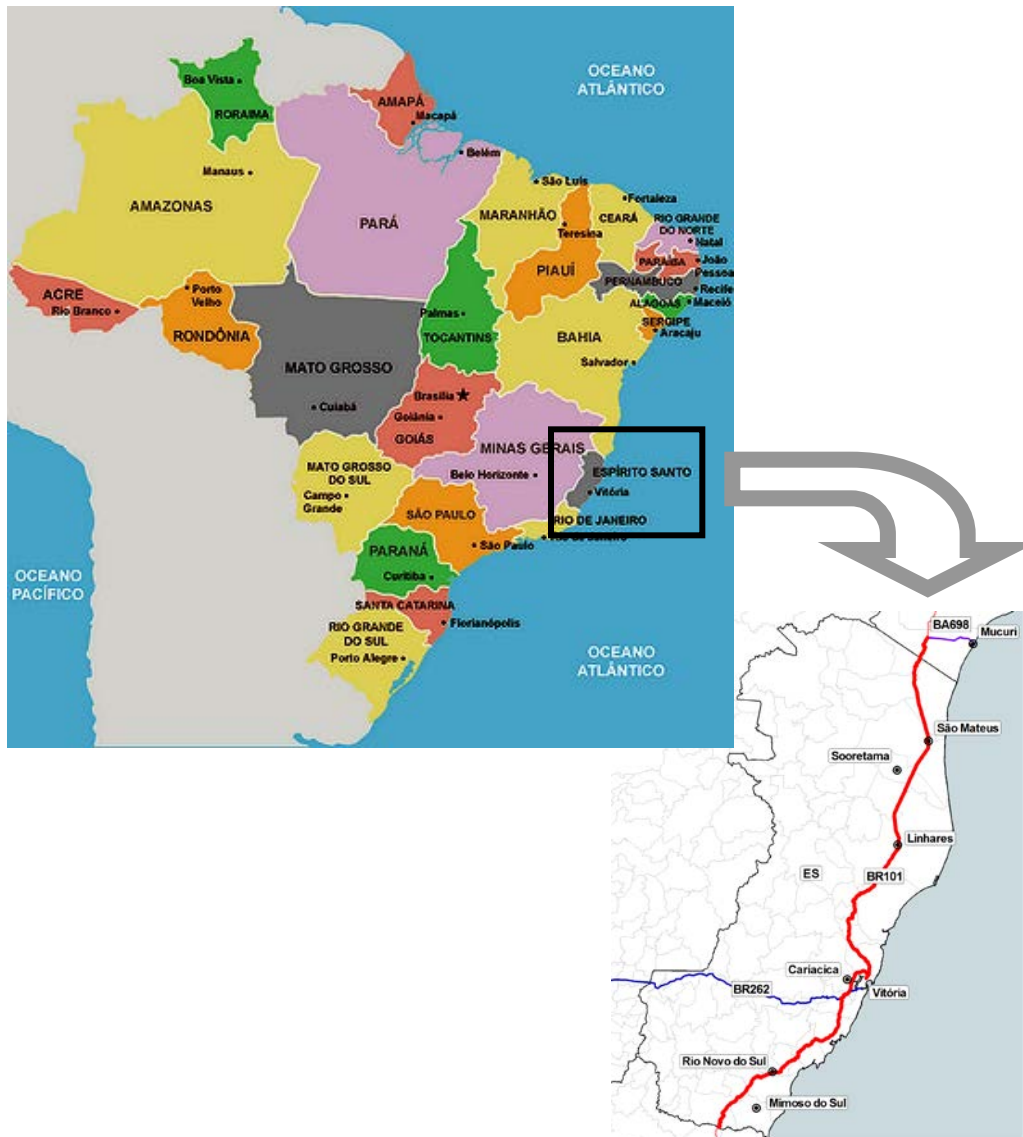 OCEANO
ATLÂNTICO
Boa Vista
RORAIMA
AMAPÁ
Macapá
Belém
Manaus
AMAZONAS
PARÁ
São Luís
MARANHÃO
Teresina
Fortaleza
CEARÁ
RIO GRANDE
DO NORTE
Natal
PARAÍBA
João
Pessoa
PIAUÍ
PERNAMBUCO
Recife
ALAGOAS
Maceió
SERGIPE
Aracaju
ACRE
Rio Branco
Porto
Velho
RONDÔNIA
Palmas
TOCANTINS
BAHIA
Salvador
MATO GROSSO
Cuiabá
Brasília
Goiânia
GOIÁS
MINAS GERAIS
Belo Horizonte
ESPÍRITO SANTO
Vitória
MATO GROSSO
DO SUL
Campo
Grande
SÃO PAULO
São Paulo
RIO DE JANEIRO
Rio de Janeiro
PARANÁ
Curitiba
SANTA CATARINA
Florianópolis
RIO GRANDE
DO SUL
Porto Alegre
OCEANO
PACÍFICO
OCEANO
ATLÂNTICO
BA698
Mucuri
São Mateus
Sooretama
Linhares
ES
BR101
Cariacica
BR262
Vitória
Rio Novo do Sul
Mimoso do Sul